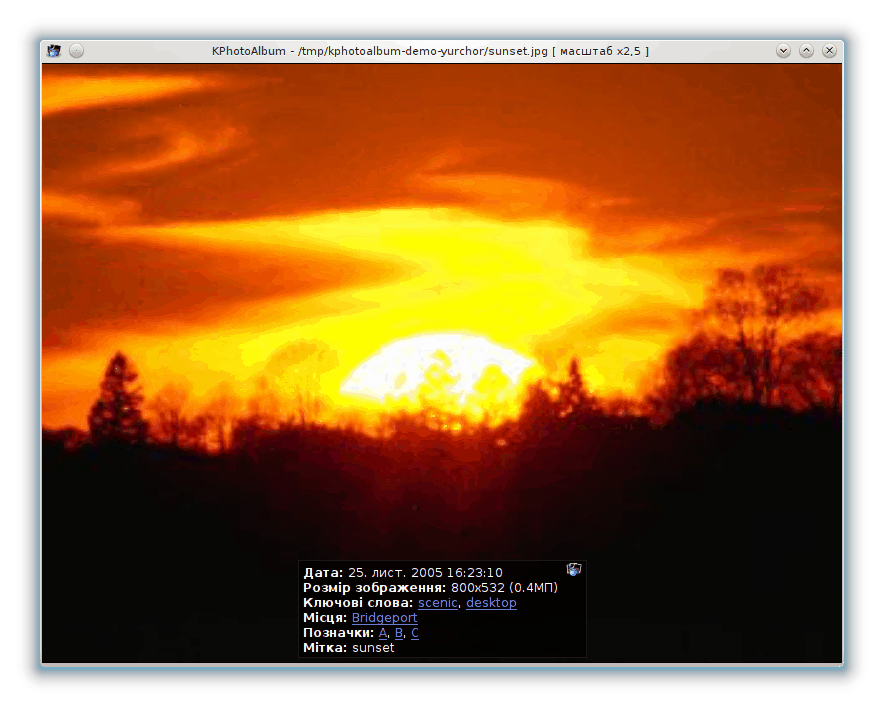 KPhotoAlbum - /tmp/kphotoalbum-demo-yurchor/sunset.jpg [ масштаб x2,5 ]
Дата: 25. лист. 2005 16:23:10
Розмір зображення: 800x532 (0.4МП)
Ключові слова: scenic, desktop
Місця: Bridgeport
Позначки: A, B, C
Мітка: sunset